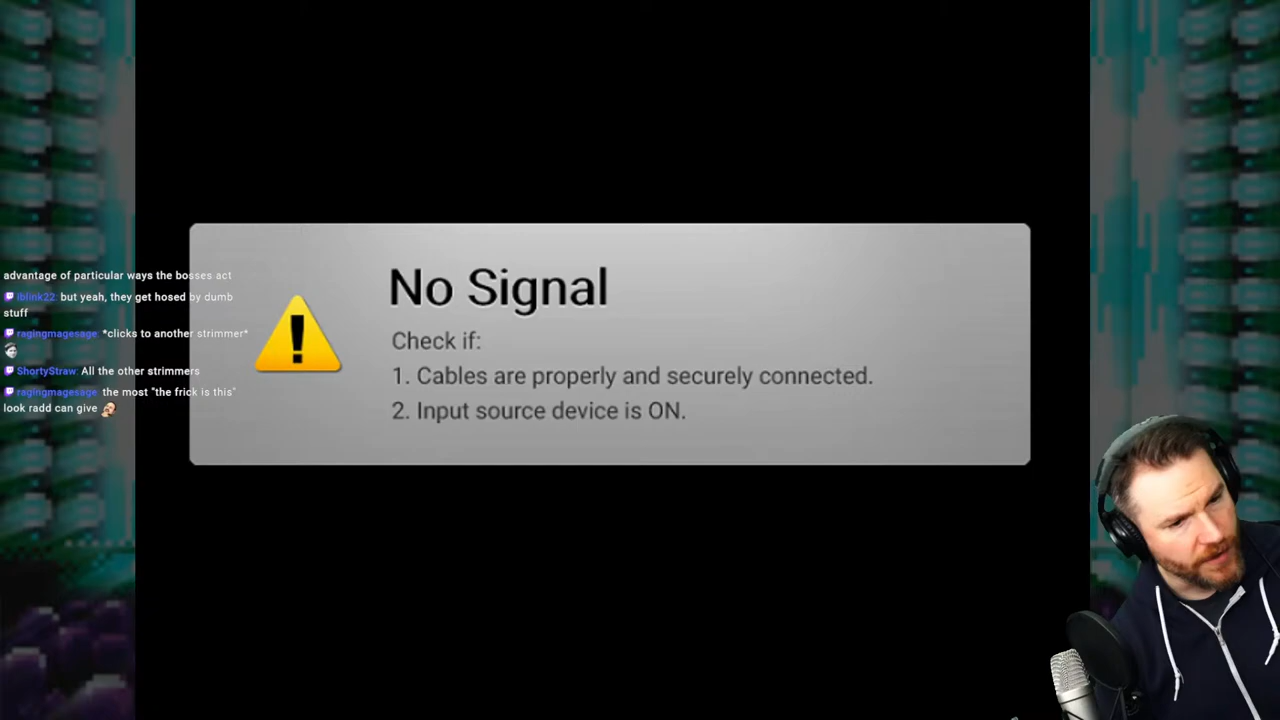 No Signal
Check if:
1. Cables are properly and securely connected.
2. Input source device is ON.
advantage of particular ways the bosses act
iblink22: but yeah, they get hosed by dumb
stuff
ragingmagesage: *clicks to another strimmer*
ShortyStraw: All the other strimmers
ragingmagesage: the most "the frick is this"
look radd can give